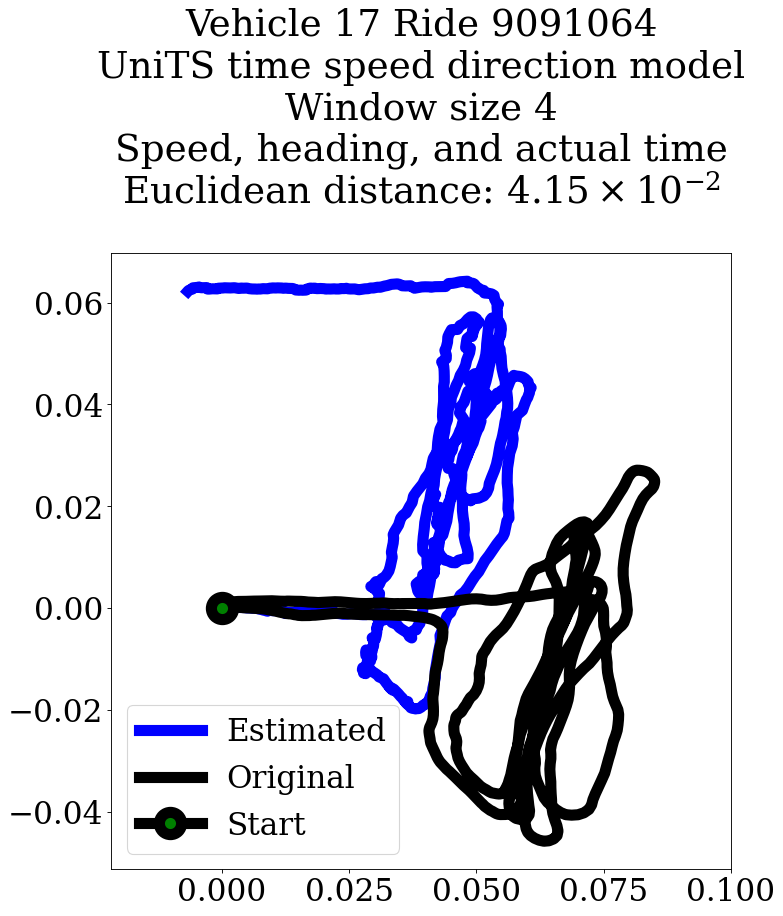 Vehicle 17 Ride 9091064
UniTS time speed direction model
Window size 4
Speed, heading, and actual time
Euclidean distance: 4.15 × 10⁻²
0.06
0.04
0.02
0.00
−0.02
−0.04
Estimated
Original
Start
0.000 0.025 0.050 0.075 0.100